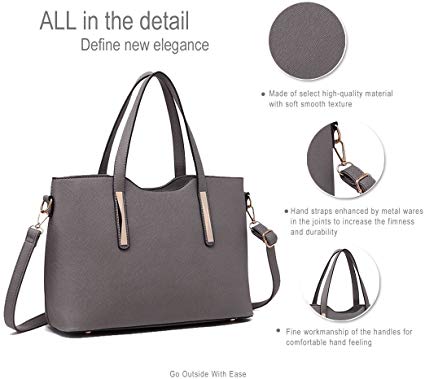 ALL in the detail
Define new elegance
Made of select high-quality material
with soft smooth texture
Hand straps enhanced by metal wares
in the joints to increase the fimness
and durability
Fine workmanship of the handles for
comfortable hand feeling
Go Outside With Ease